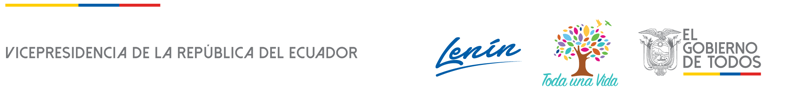 VICEPRESIDENCIA DE LA REPÚBLICA DEL ECUADOR
Lenín
Toda una Vida
EL
GOBIERNO
DE TODOS